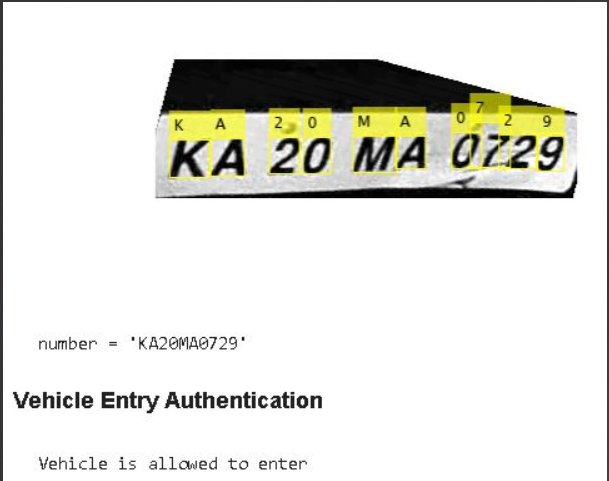 K A 2 0 M A 0 7 2 9
KA 20 MA 0729
number = 'KA20MA0729'
Vehicle Entry Authentication
Vehicle is allowed to enter